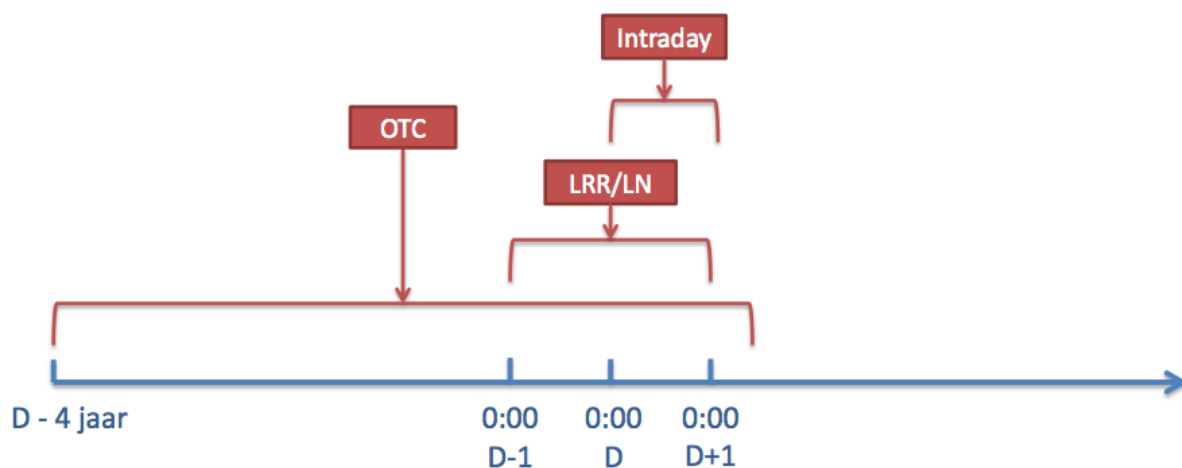 Intraday
OTC
LRR/LN
D - 4 jaar
0:00
D-1
0:00
D
0:00
D+1